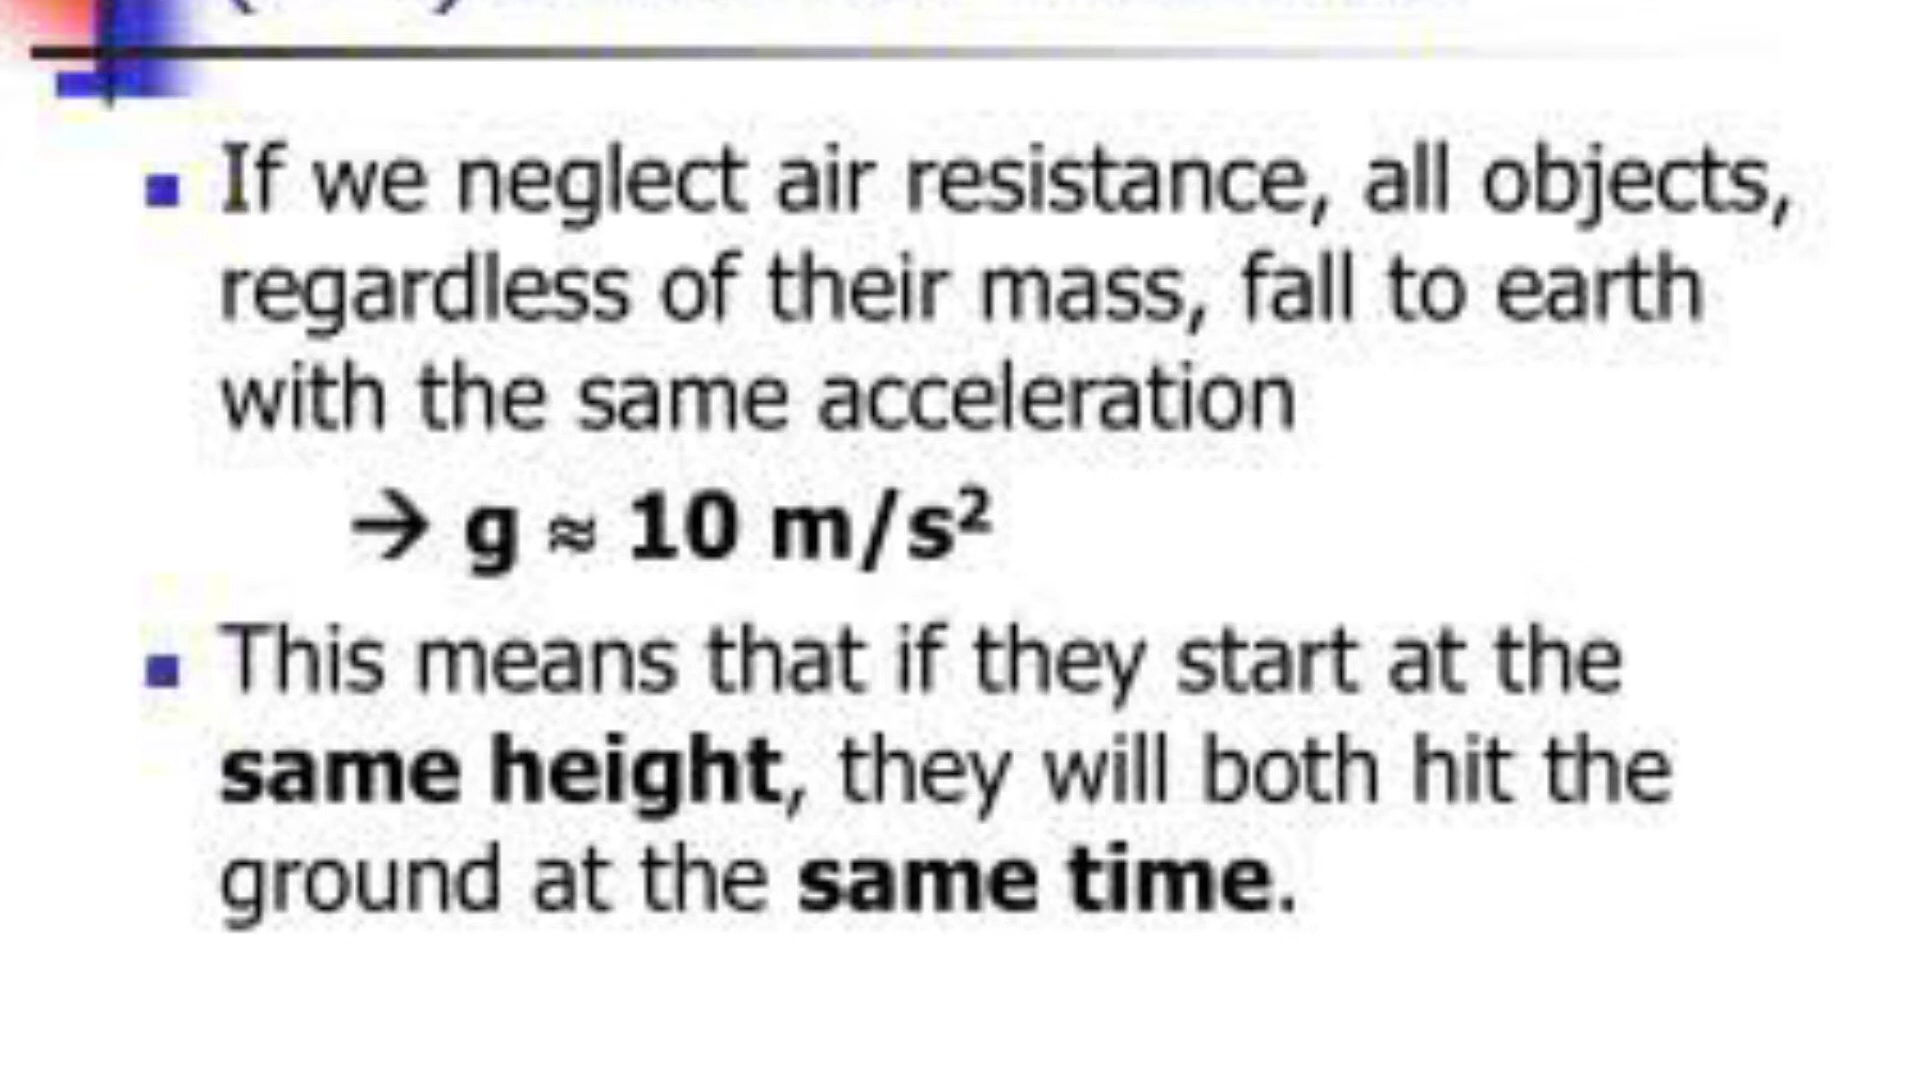 If we neglect air resistance, all objects,
regardless of their mass, fall to earth
with the same acceleration
→ g ≈ 10 m/s²
This means that if they start at the
same height, they will both hit the
ground at the same time.